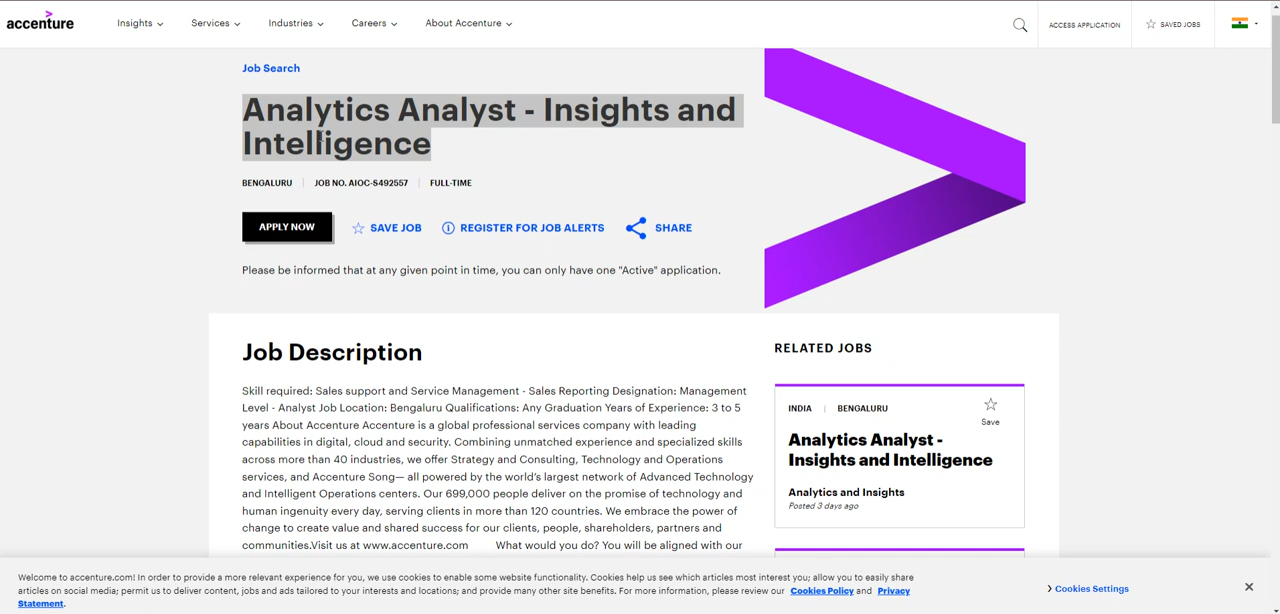 accenture
Insights
Services
Industries
Careers
About Accenture
ACCESS APPLICATION
SAVED JOBS
Job Search
Analytics Analyst - Insights and
Intelligence
BENGALURU
JOB NO. AIOC-S492557
FULL-TIME
APPLY NOW
SAVE JOB
REGISTER FOR JOB ALERTS
SHARE
Please be informed that at any given point in time, you can only have one "Active" application.
Job Description
Skill required: Sales support and Service Management - Sales Reporting Designation: Management
Level - Analyst Job Location: Bengaluru Qualifications: Any Graduation Years of Experience: 3 to 5
years About Accenture Accenture is a global professional services company with leading
capabilities in digital, cloud and security. Combining unmatched experience and specialized skills
across more than 40 industries, we offer Strategy and Consulting, Technology and Operations
services, and Accenture Song— all powered by the world's largest network of Advanced Technology
and Intelligent Operations centers. Our 699,000 people deliver on the promise of technology and
human ingenuity every day, serving clients in more than 120 countries. We embrace the power of
change to create value and shared success for our clients, people, shareholders, partners and
communities.Visit us at www.accenture.com What would you do? You will be aligned with our
RELATED JOBS
INDIA
BENGALURU
Save
Analytics Analyst -
Insights and Intelligence
Analytics and Insights
Posted 3 days ago
Welcome to accenture.com! In order to provide a more relevant experience for you, we use cookies to enable some website functionality. Cookies help us see which articles most interest you; allow you to easily share
articles on social media; permit us to deliver content, jobs and ads tailored to your interests and locations; and provide many other site benefits. For more information, please review our Cookies Policy and Privacy
Statement.
Cookies Settings